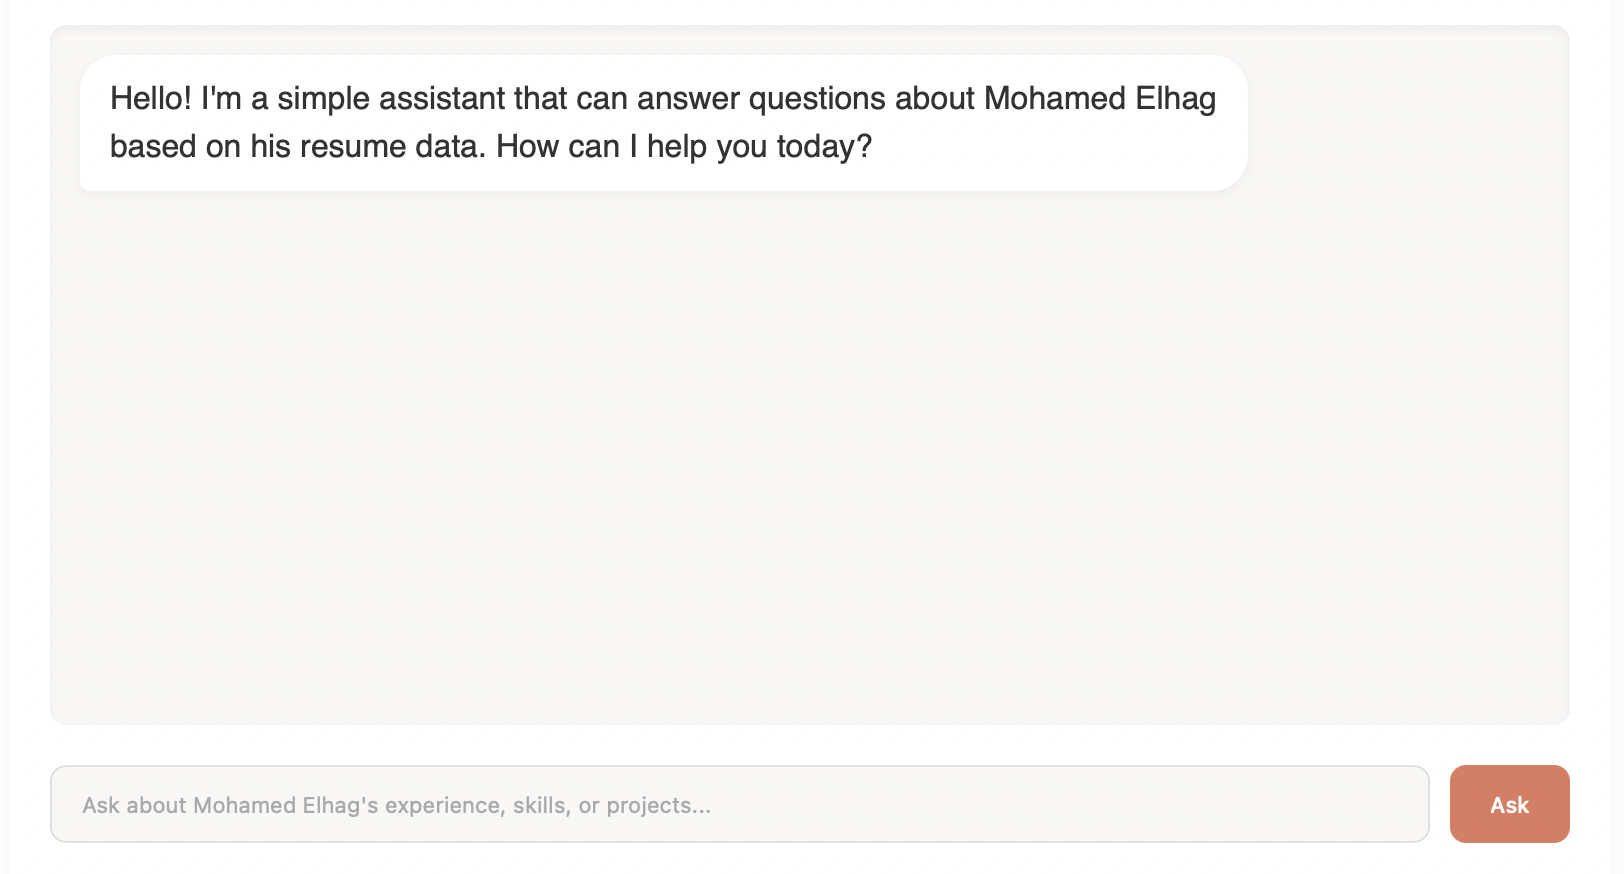 Hello! I'm a simple assistant that can answer questions about Mohamed Elhag
based on his resume data. How can I help you today?
Ask about Mohamed Elhag's experience, skills, or projects...
Ask